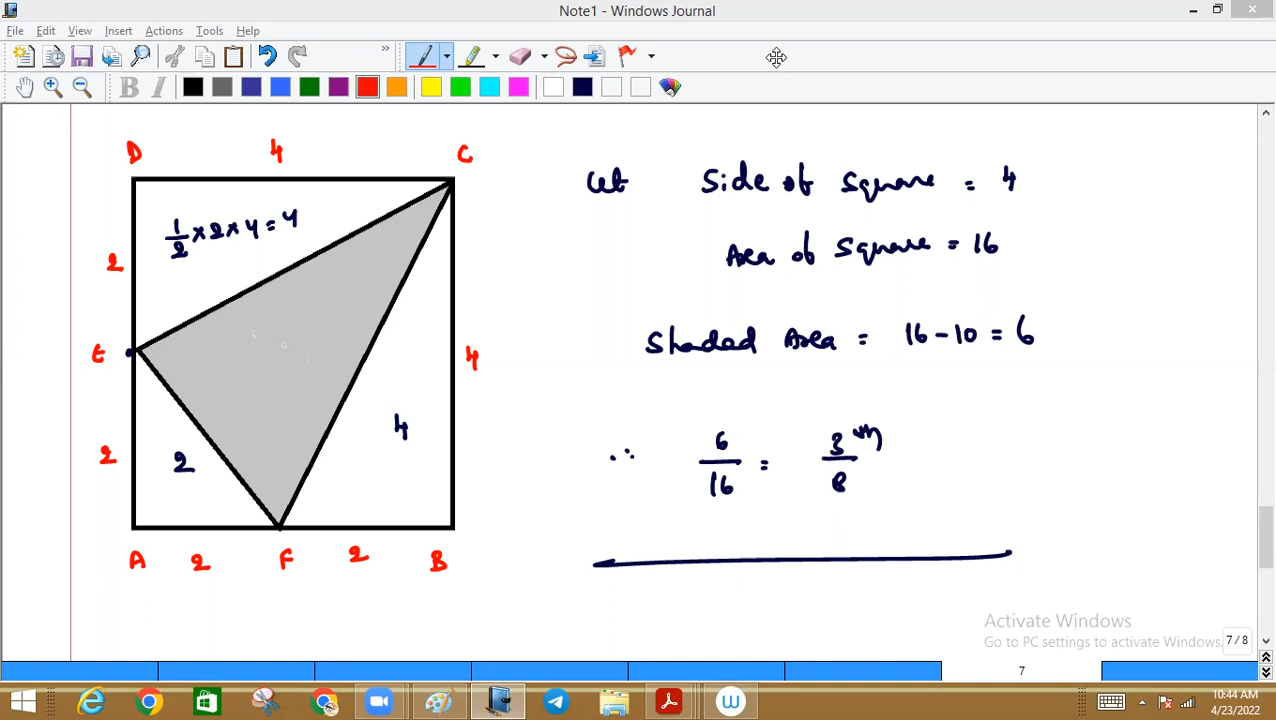 Note1 - Windows Journal
File Edit View Insert Actions Tools Help
D 4 C
Let Side of square = 4
1/2 × 2 × 4 = 4
Area of square = 16
2
Shaded Area = 16 - 10 = 6
E 4
4
2 2
∴ 6/16 = 3/8 th
A 2 F 2 B
Activate Windows
Go to PC settings to activate Windows.
7 / 8
7
10:44 AM
4/23/2022